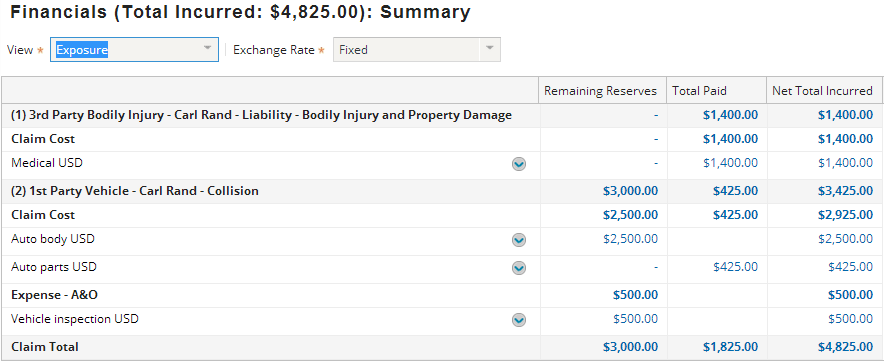 Financials (Total Incurred: $4,825.00): Summary
View * Exposure Exchange Rate * Fixed
Remaining Reserves Total Paid Net Total Incurred
(1) 3rd Party Bodily Injury - Carl Rand - Liability - Bodily Injury and Property Damage - $1,400.00 $1,400.00
Claim Cost - $1,400.00 $1,400.00
Medical USD - $1,400.00 $1,400.00
(2) 1st Party Vehicle - Carl Rand - Collision $3,000.00 $425.00 $3,425.00
Claim Cost $2,500.00 $425.00 $2,925.00
Auto body USD $2,500.00 $2,500.00
Auto parts USD - $425.00 $425.00
Expense - A&O $500.00 $500.00
Vehicle inspection USD $500.00 $500.00
Claim Total $3,000.00 $1,825.00 $4,825.00